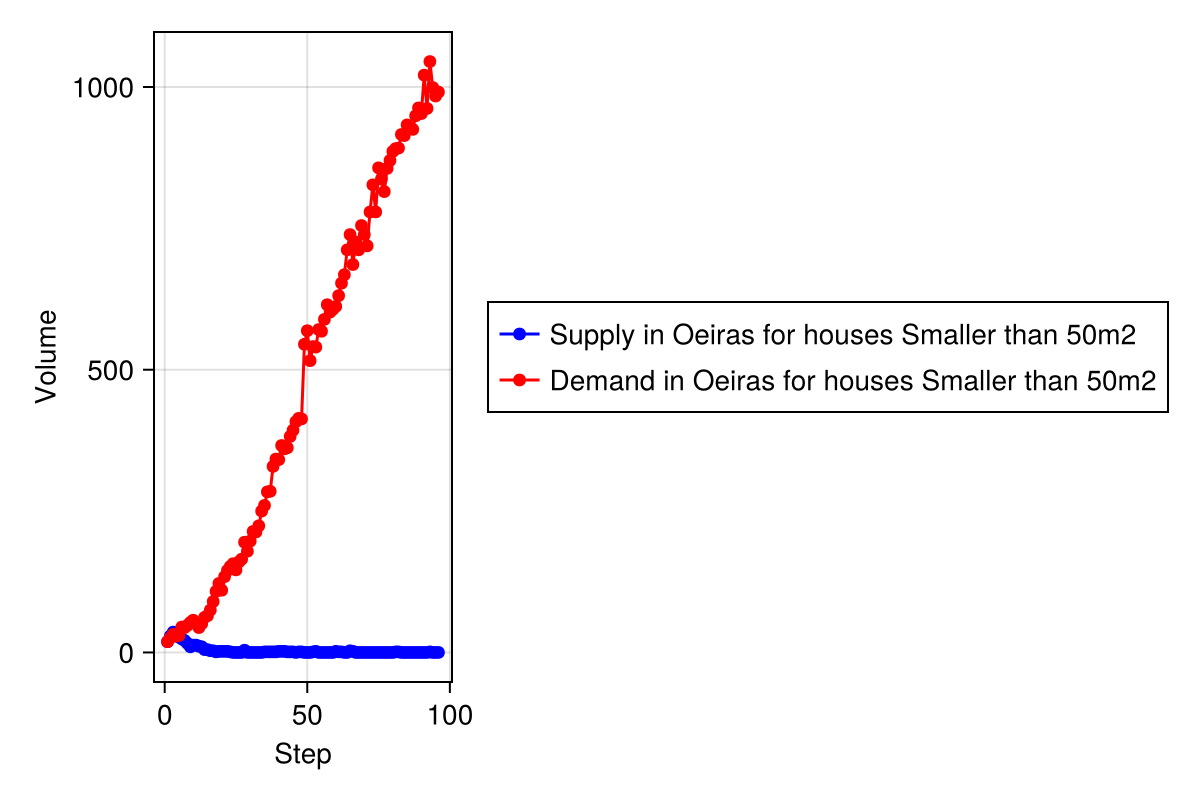 1000
500
0
Volume
0
50
100
Step
Supply in Oeiras for houses Smaller than 50m2
Demand in Oeiras for houses Smaller than 50m2